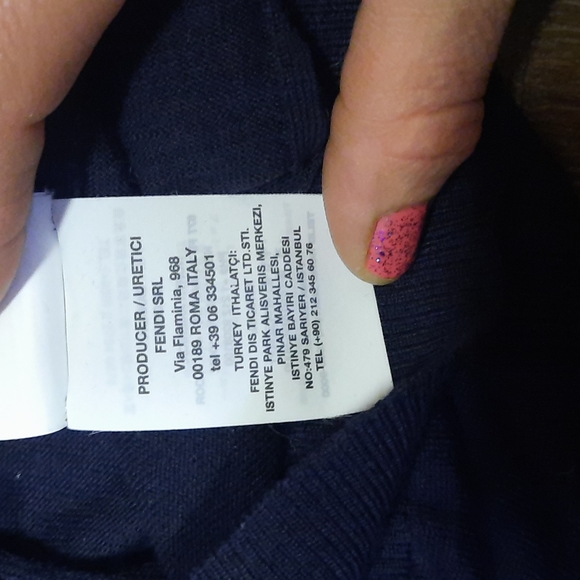 PRODUCER / URETICI
FENDI SRL
Via Flaminia, 968
00189 ROMA ITALY
tel +39 06 334501
TURKEY ITHALATÇI:
FENDI DIS TICARET LTD.STI.
ISTINYE PARK ALISVERIS MERKEZI,
PINAR MAHALLESI,
ISTINYE BAYIRI CADDESI
NO:479 SARIYER / ISTANBUL
TEL (+90) 212 345 60 76